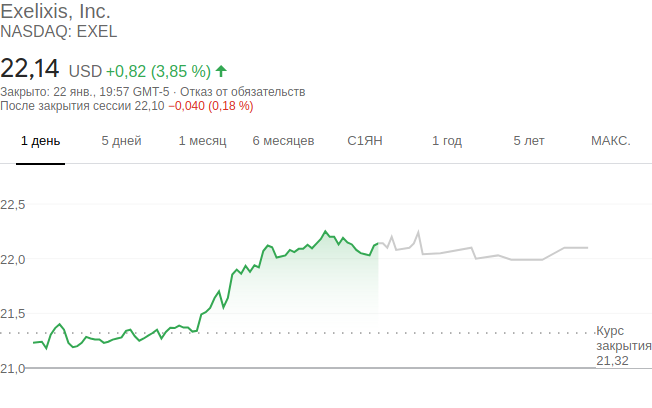 Exelixis, Inc.
NASDAQ: EXEL
22,14 USD +0,82 (3,85 %)
Закрыто: 22 янв., 19:57 GMT-5 · Отказ от обязательств
После закрытия сессии 22,10 −0,040 (0,18 %)
1 день 5 дней 1 месяц 6 месяцев С1ЯН 1 год 5 лет МАКС.
22,5
22,0
21,5
Курс
закрытия
21,32
21,0